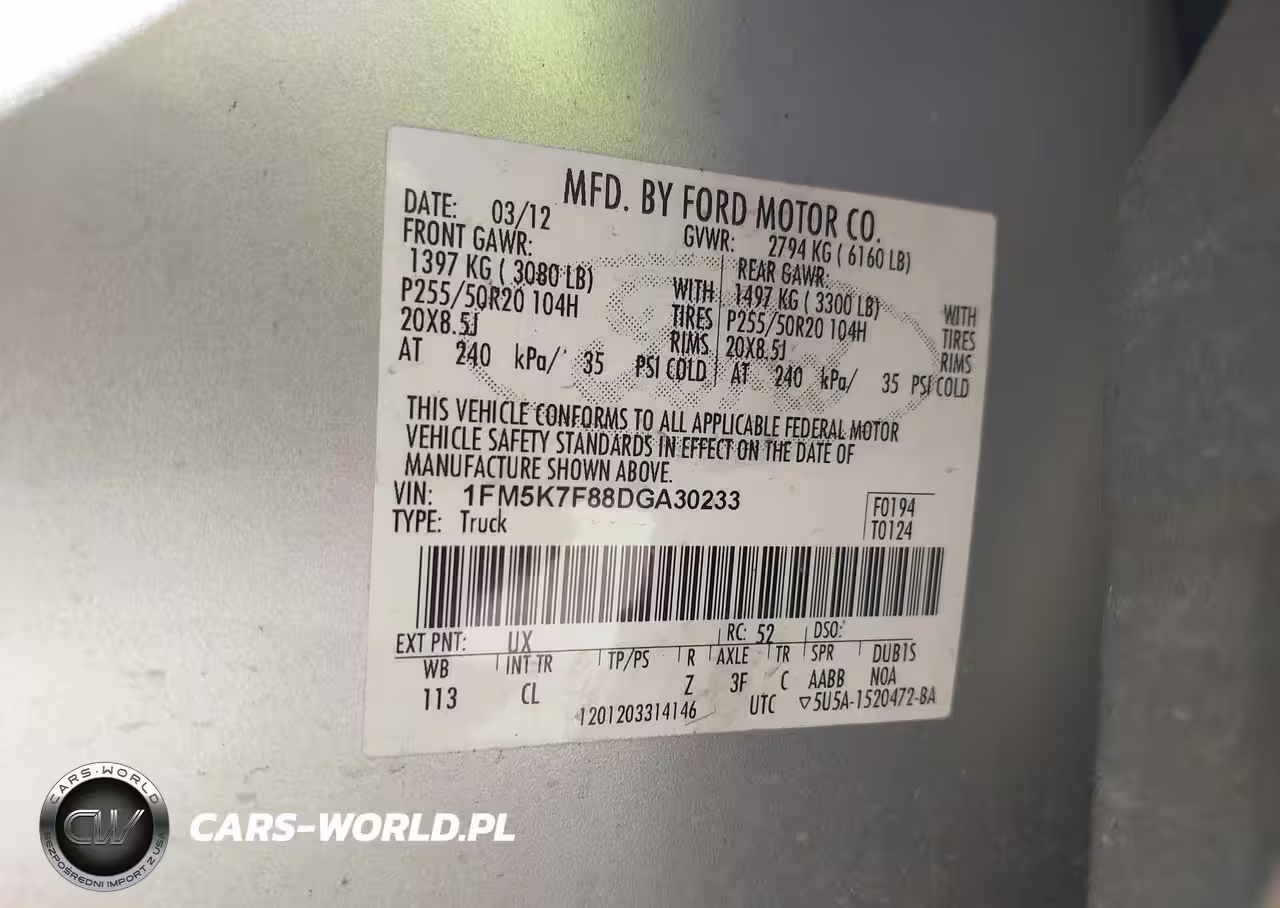 MFD. BY FORD MOTOR CO.
DATE: 03/12 GVWR: 2794 KG ( 6160 LB)
FRONT GAWR: REAR GAWR:
1397 KG ( 3080 LB) WITH 1497 KG ( 3300 LB) WITH
P255/50R20 104H TIRES P255/50R20 104H TIRES
20X8.5J RIMS 20X8.5J RIMS
AT 240 kPa/ 35 PSI COLD AT 240 kPa/ 35 PSI COLD
THIS VEHICLE CONFORMS TO ALL APPLICABLE FEDERAL MOTOR
VEHICLE SAFETY STANDARDS IN EFFECT ON THE DATE OF
MANUFACTURE SHOWN ABOVE.
VIN: 1FM5K7F88DGA30233
TYPE: Truck
F0194
T0124
EXT PNT: UX RC: 52 DSO:
WB INT TR TP/PS R AXLE TR SPR DUB1S
113 CL Z 3F C AABB NOA
1201203314146 UTC ▽5U5A-1520472-BA
CARS-WORLD
CW
BEZPOŚREDNI IMPORT Z USA
CARS-WORLD.PL